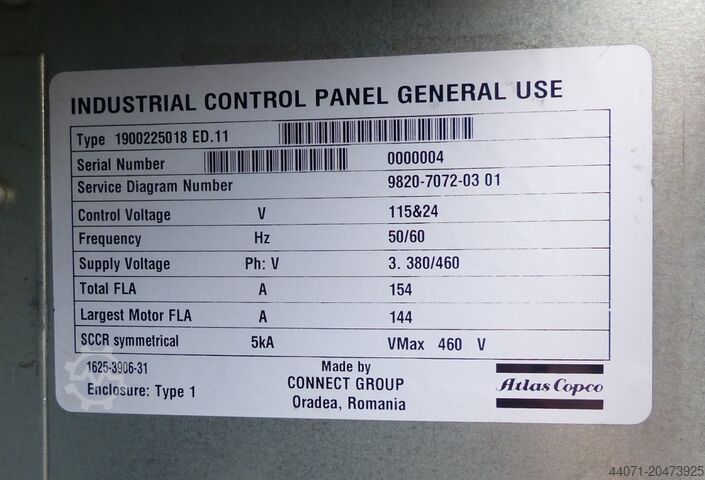 INDUSTRIAL CONTROL PANEL GENERAL USE
Type 1900225018 ED.11
Serial Number 0000004
Service Diagram Number 9820-7072-03 01
Control Voltage V 115&24
Frequency Hz 50/60
Supply Voltage Ph: V 3. 380/460
Total FLA A 154
Largest Motor FLA A 144
SCCR symmetrical 5kA VMax 460 V
1625-3906-31 Made by
Enclosure: Type 1 CONNECT GROUP Atlas Copco
Oradea, Romania
44071-20473925